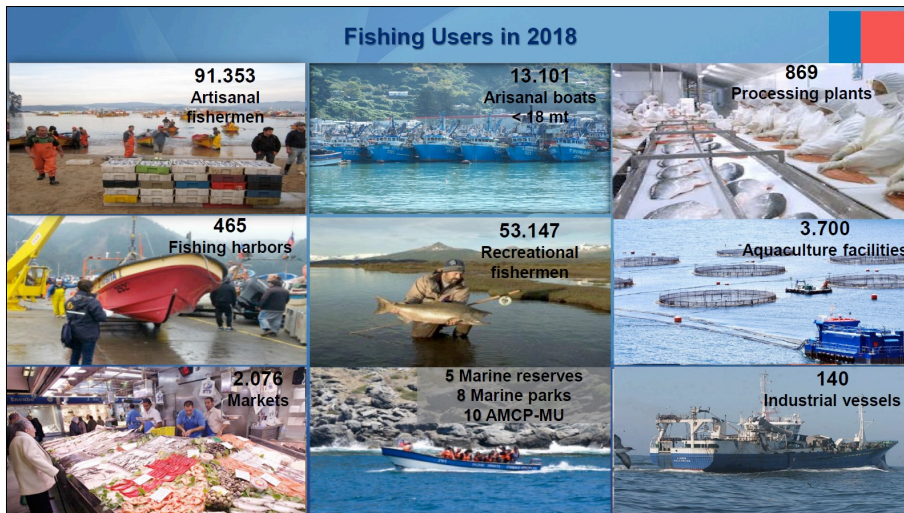 Fishing Users in 2018
91.353
Artisanal
fishermen
13.101
Arisanal boats
< 18 mt
869
Processing plants
465
Fishing harbors
53.147
Recreational
fishermen
3.700
Aquaculture facilities
2.076
Markets
5 Marine reserves
8 Marine parks
10 AMCP-MU
140
Industrial vessels